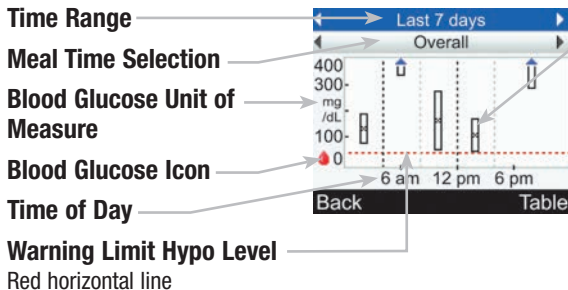 Time Range
Last 7 days
Meal Time Selection
Overall
Blood Glucose Unit of
Measure
400
300
mg
/dL
100
0
Blood Glucose Icon
Time of Day
6 am 12 pm 6 pm
Back Table
Warning Limit Hypo Level
Red horizontal line